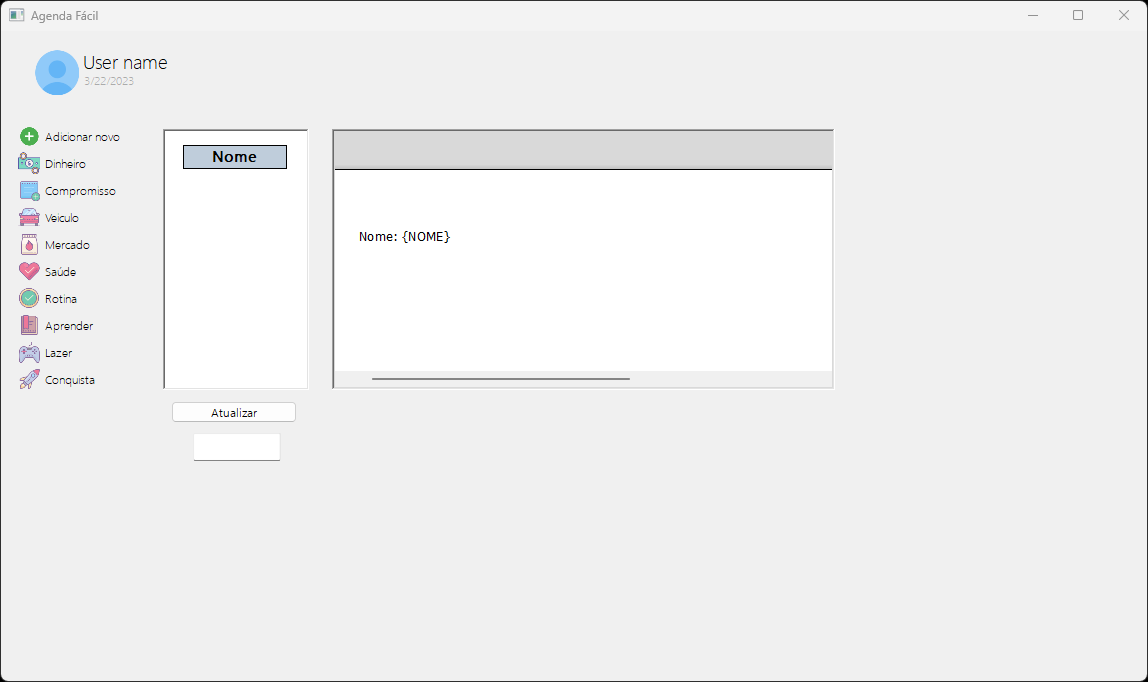 Agenda Fácil
User name
3/22/2023
Adicionar novo
Dinheiro
Compromisso
Veiculo
Mercado
Saúde
Rotina
Aprender
Lazer
Conquista
Nome
Atualizar
Nome: {NOME}